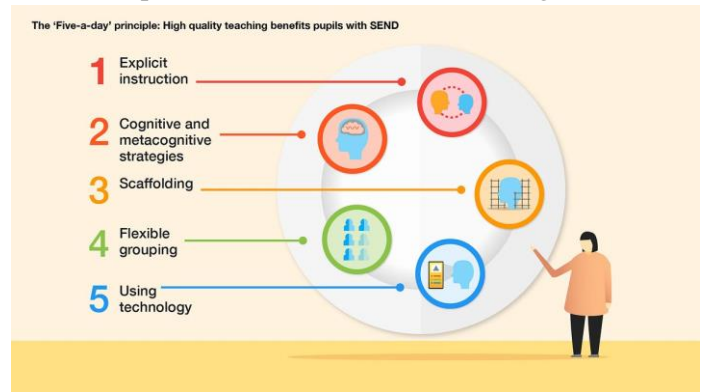 The 'Five-a-day' principle: High quality teaching benefits pupils with SEND
1 Explicit
instruction
2 Cognitive and
metacognitive
strategies
3 Scaffolding
4 Flexible
grouping
5 Using
technology